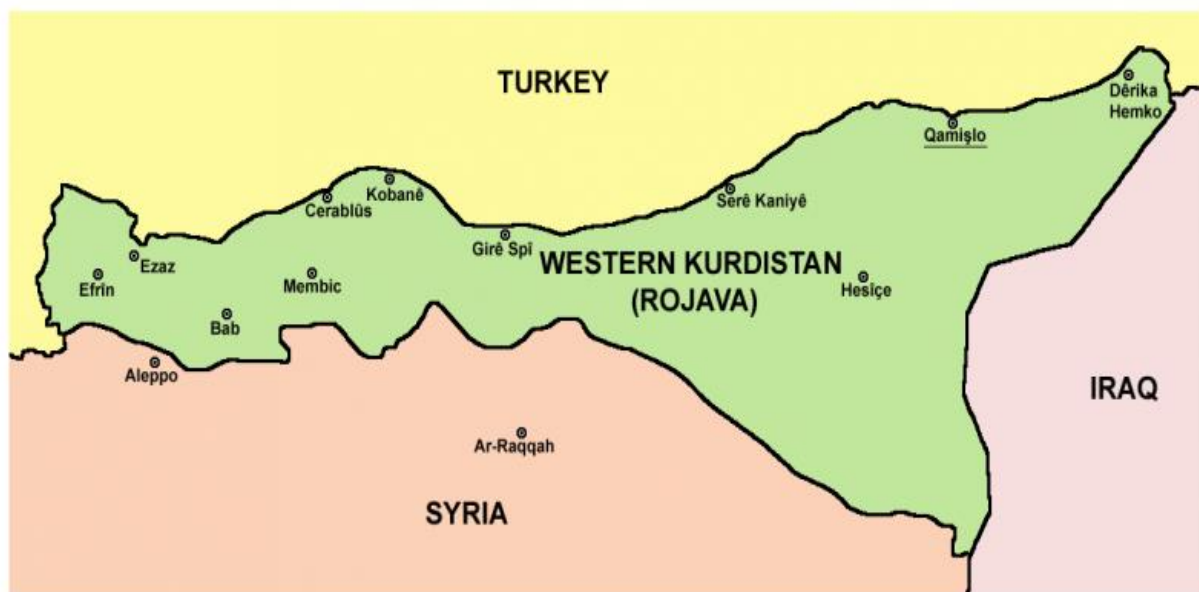 TURKEY
Dêrika
Hemko
Qamişlo
Kobanê
Cerablûs
Serê Kaniyê
Girê Spî
Ezaz
Efrîn
Membic
WESTERN KURDISTAN
(ROJAVA)
Hesîçe
Bab
Aleppo
IRAQ
Ar-Raqqah
SYRIA